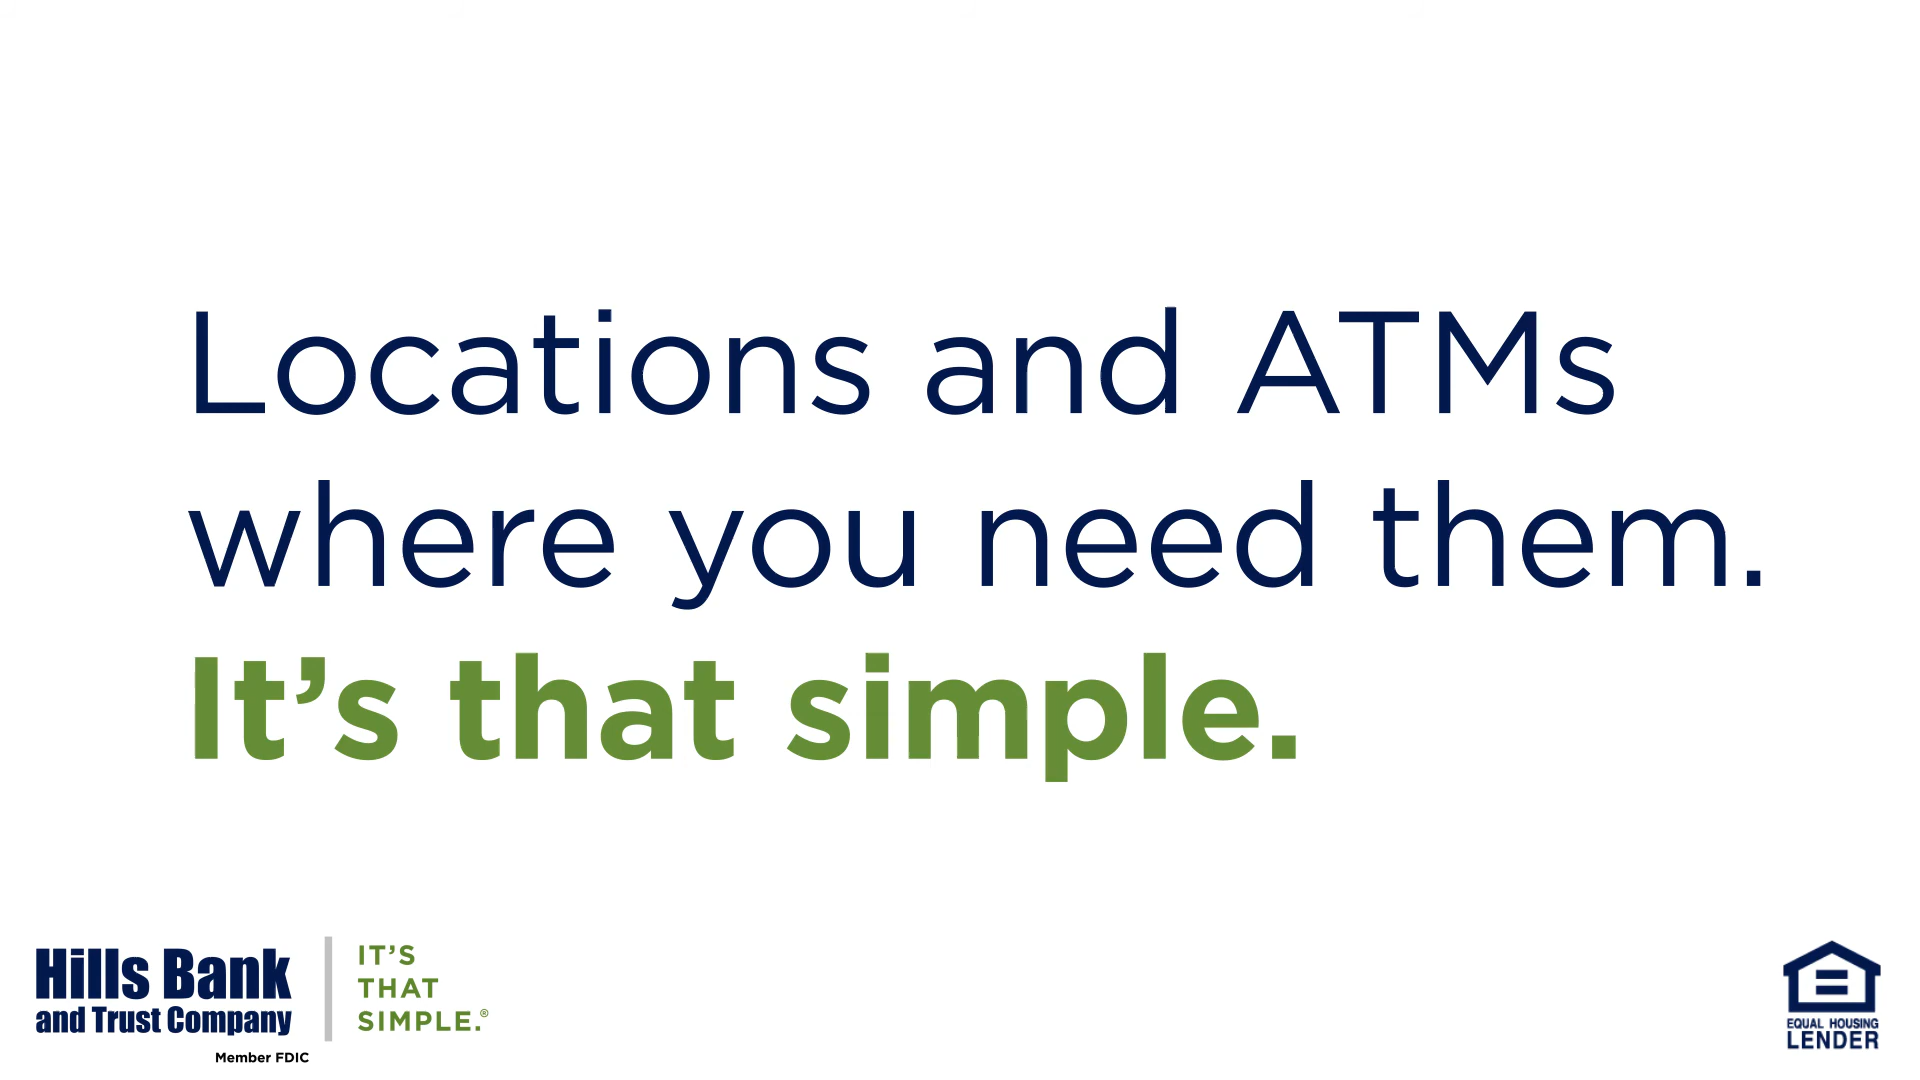 Locations and ATMs
where you need them.
It’s that simple.
Hills Bank
and Trust Company
Member FDIC
IT’S
THAT
SIMPLE.®
EQUAL HOUSING
LENDER